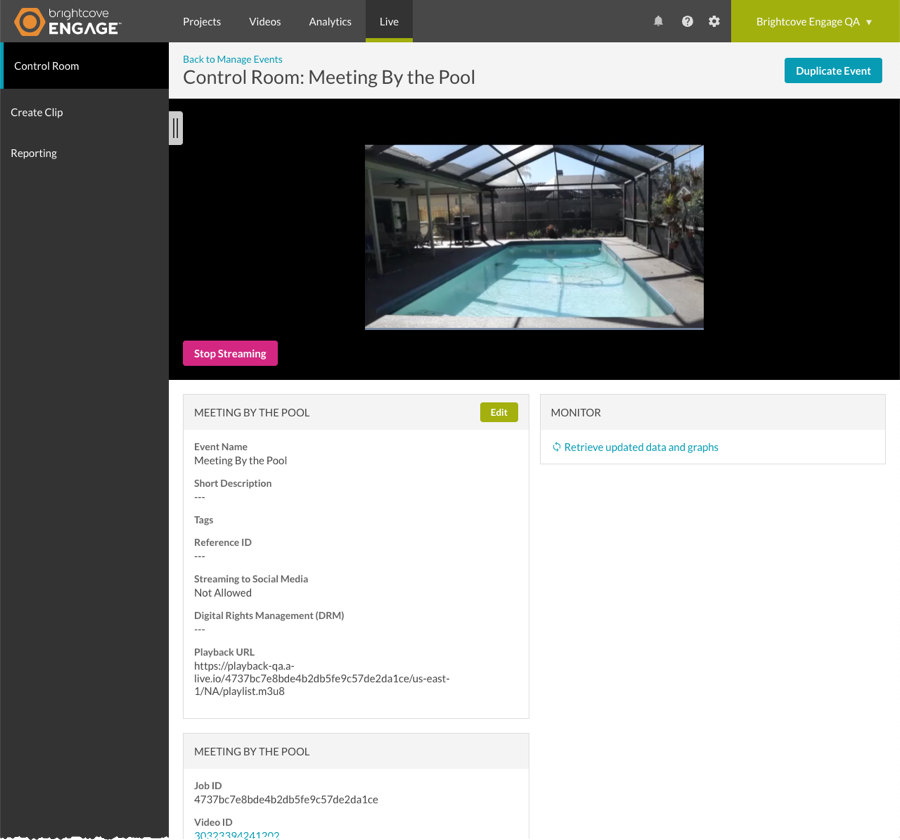 brightcove
ENGAGE
Projects
Videos
Analytics
Live
Brightcove Engage QA
Control Room
Create Clip
Reporting
Back to Manage Events
Control Room: Meeting By the Pool
Duplicate Event
Stop Streaming
MEETING BY THE POOL
Edit
Event Name
Meeting By the Pool
Short Description
---
Tags
Reference ID
---
Streaming to Social Media
Not Allowed
Digital Rights Management (DRM)
---
Playback URL
https://playback-qa.a-
live.io/4737bc7e8bde4b2db5fe9c57de2da1ce/us-east-
1/NA/playlist.m3u8
MONITOR
Retrieve updated data and graphs
MEETING BY THE POOL
Job ID
4737bc7e8bde4b2db5fe9c57de2da1ce
Video ID